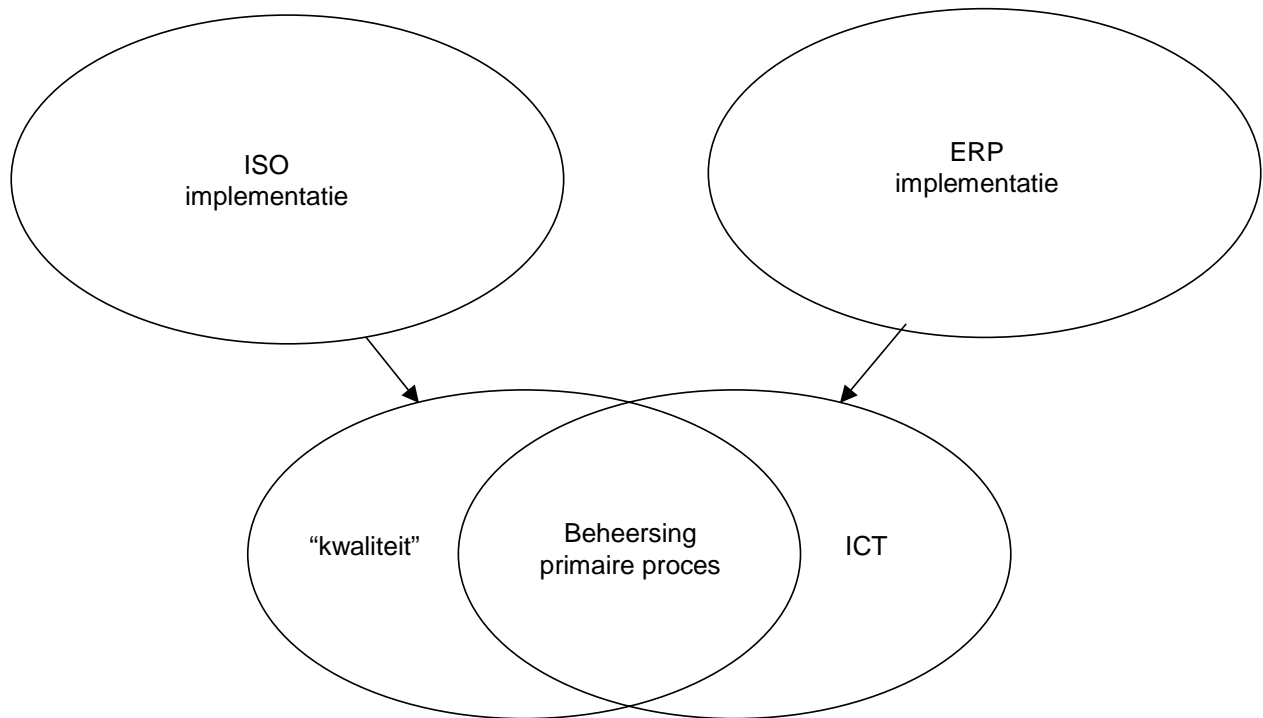 ISO
implementatie
ERP
implementatie
“kwaliteit”
Beheersing
primaire proces
ICT